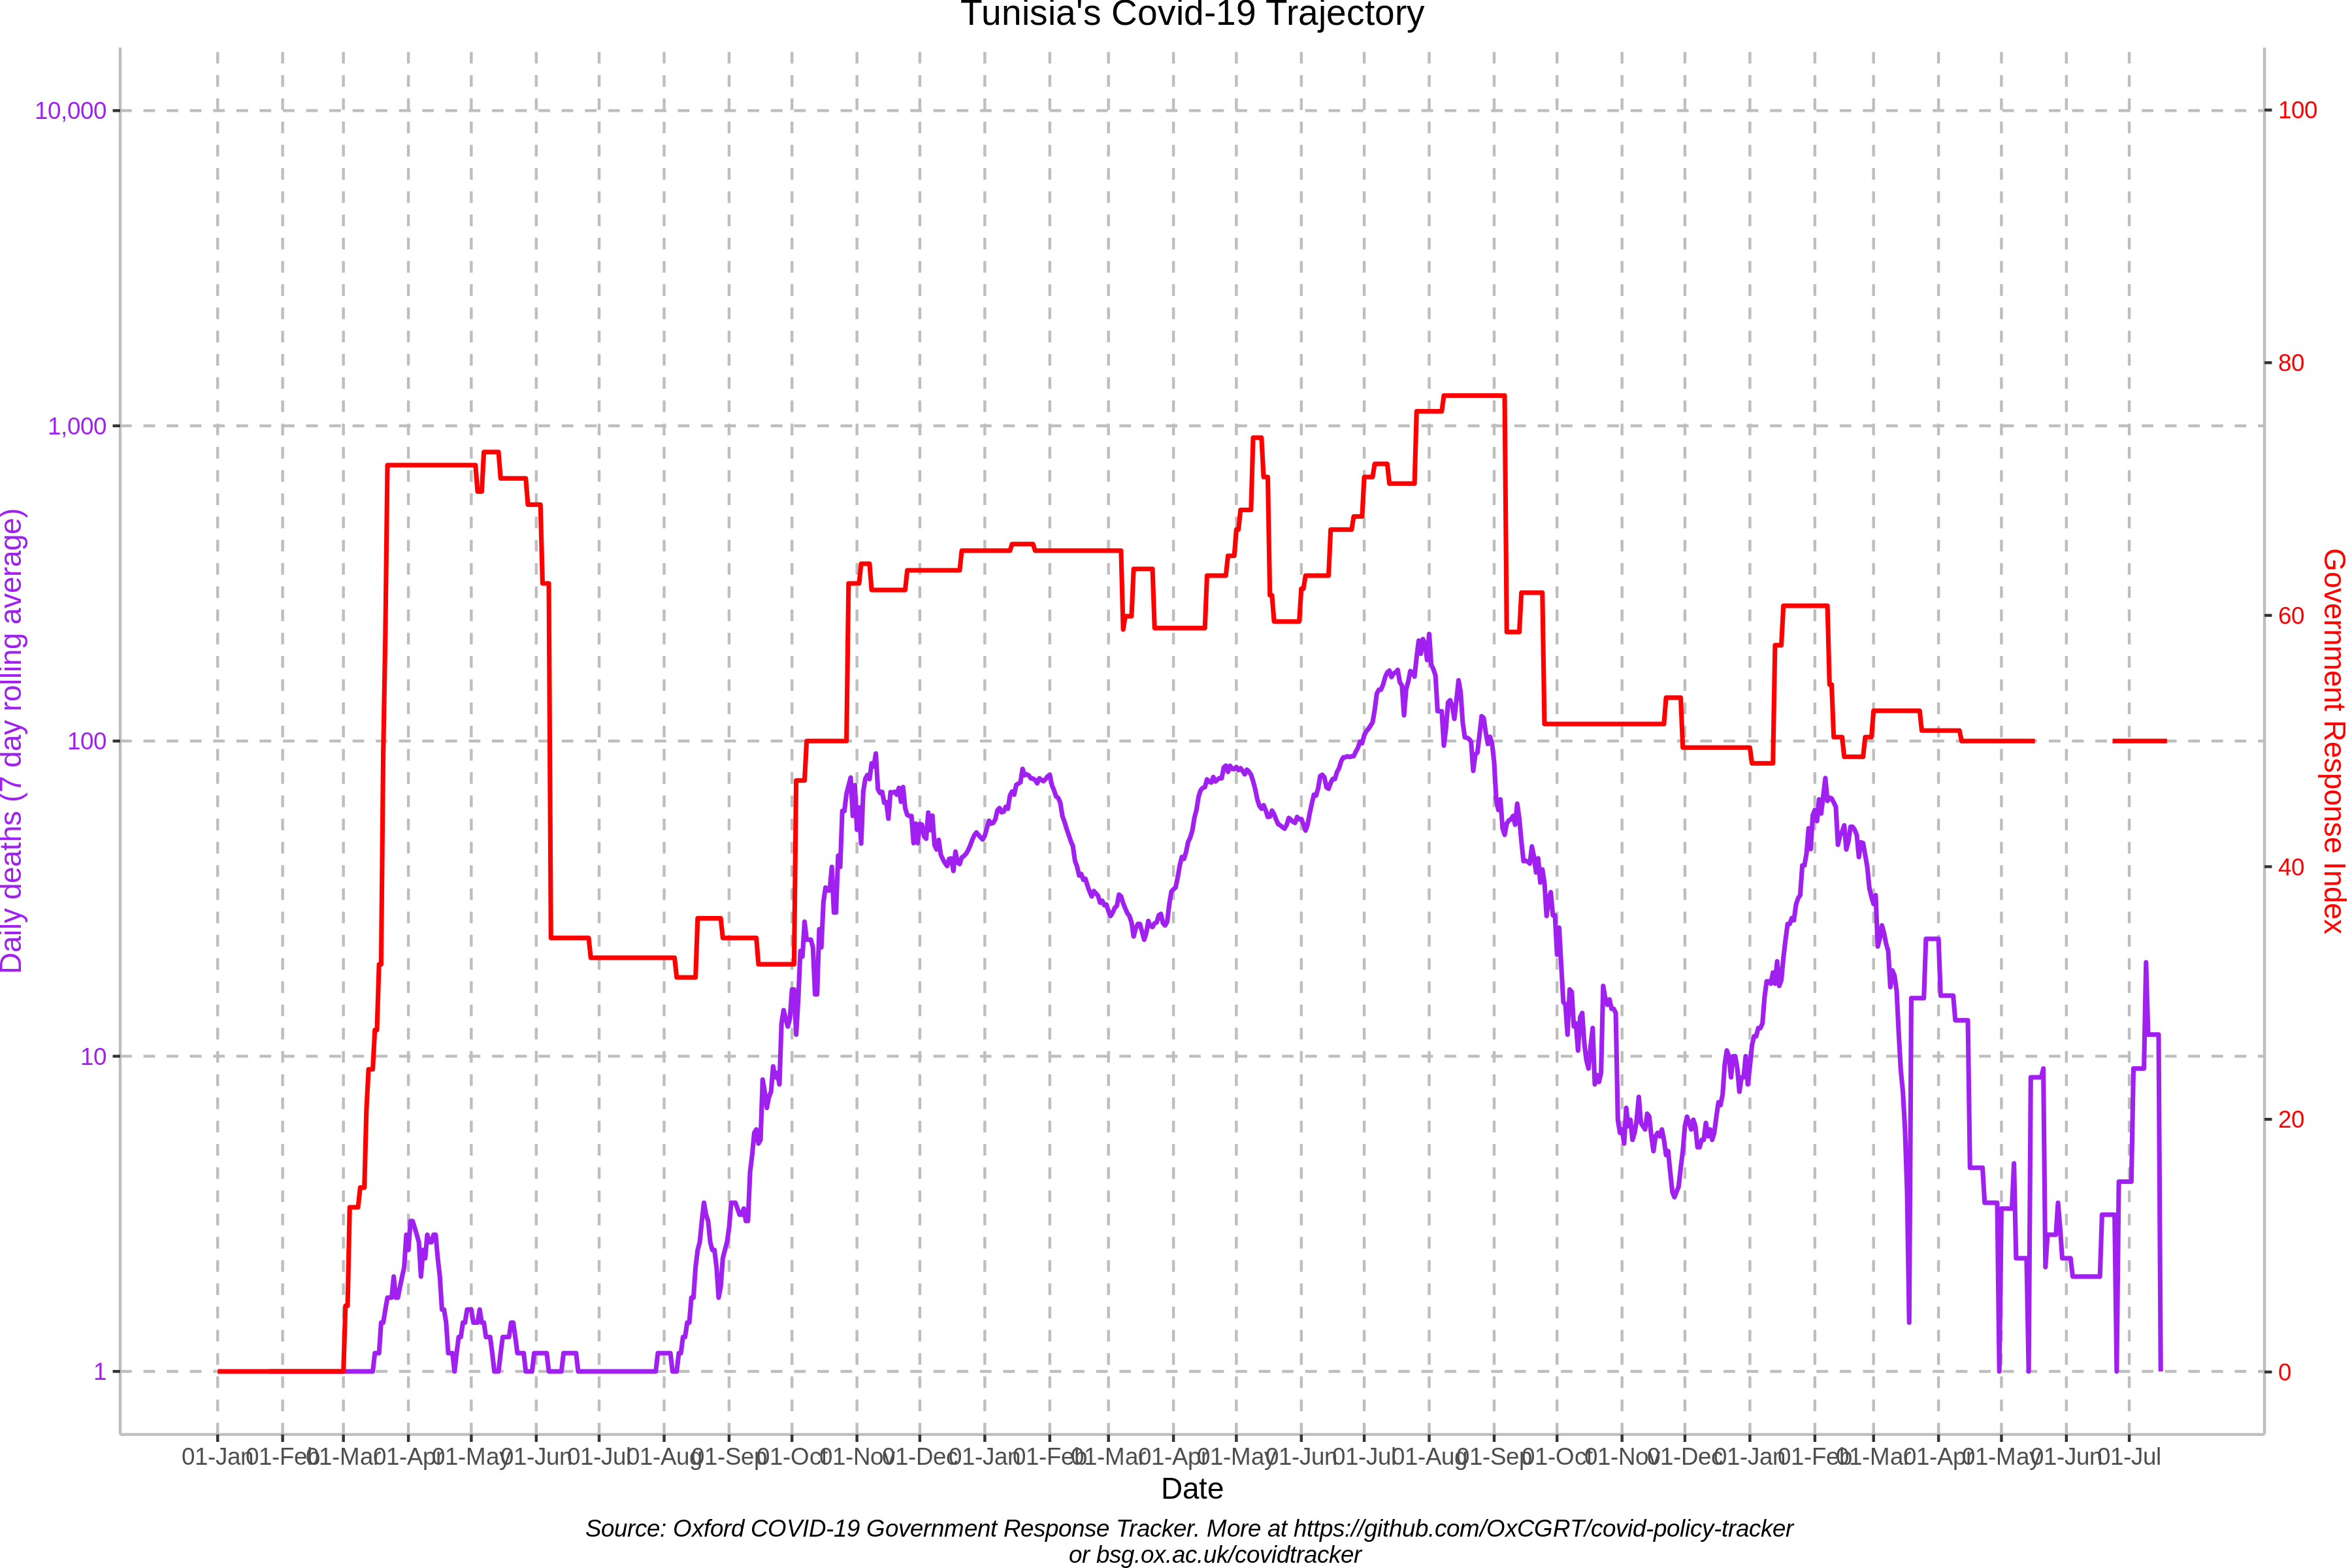 Tunisia's Covid-19 Trajectory
10,000
1,000
100
10
1
Daily deaths (7 day rolling average)
100
80
60
40
20
0
Government Response Index
01-Jan 01-Feb 01-Mar 01-Apr 01-May 01-Jun 01-Jul 01-Aug 01-Sep 01-Oct 01-Nov 01-Dec 01-Jan 01-Feb 01-Mar 01-Apr 01-May 01-Jun 01-Jul 01-Aug 01-Sep 01-Oct 01-Nov 01-Dec 01-Jan 01-Feb 01-Mar 01-Apr 01-May 01-Jun 01-Jul
Date
Source: Oxford COVID-19 Government Response Tracker. More at https://github.com/OxCGRT/covid-policy-tracker
or bsg.ox.ac.uk/covidtracker